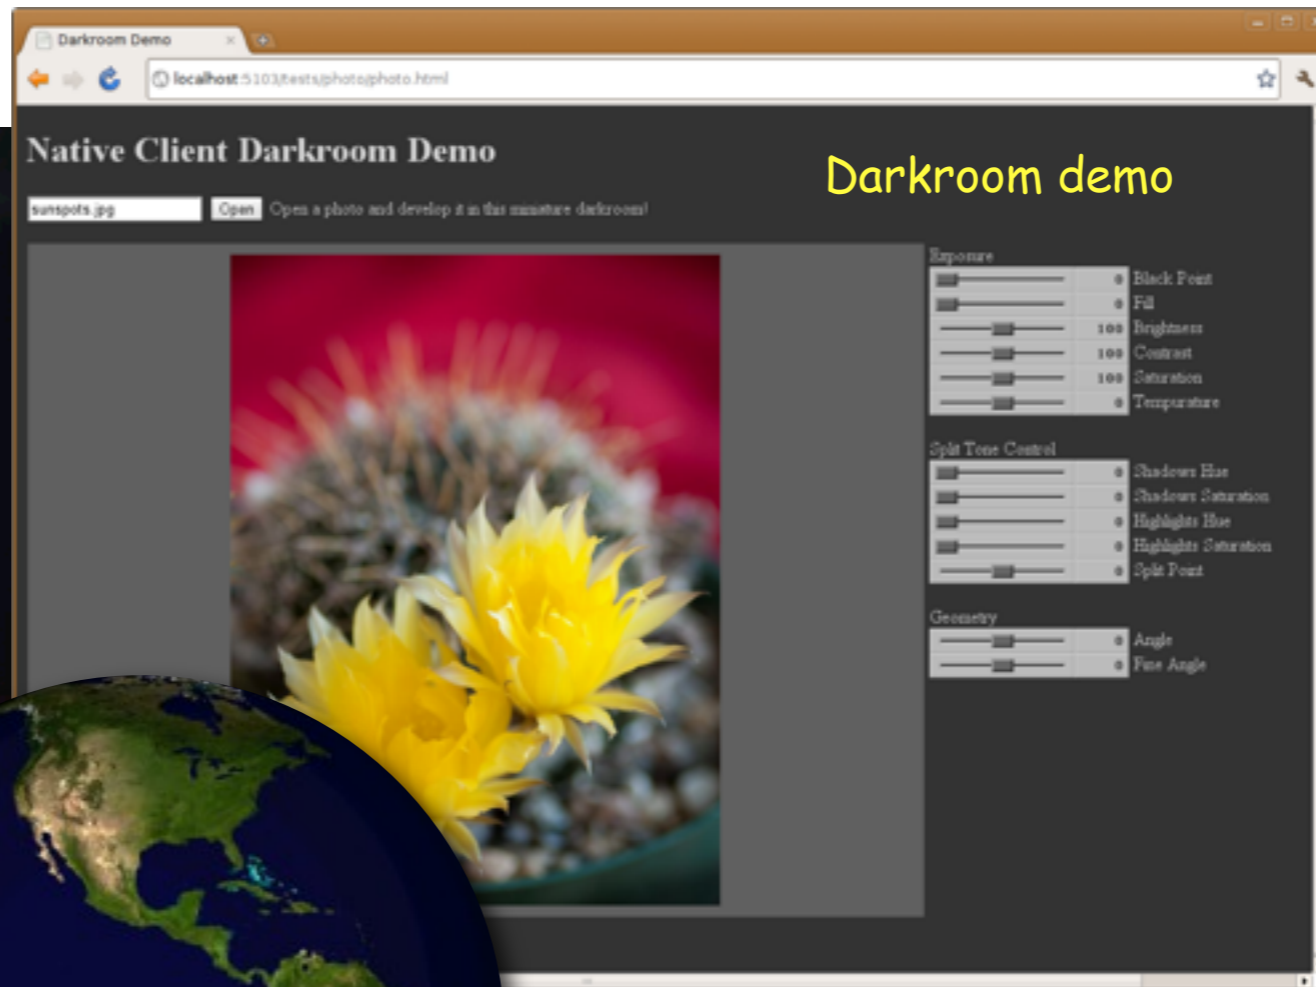 Darkroom Demo
localhost:5103/tests/photo/photo.html
Native Client Darkroom Demo
Darkroom demo
sunspots.jpg Open Open a photo and develop it in this miniature darkroom!
Exposure
0 Black Point
0 Fill
100 Brightness
100 Contrast
100 Saturation
0 Tempurature
Split Tone Control
0 Shadows Hue
0 Shadows Saturation
0 Highlights Hue
0 Highlights Saturation
0 Split Point
Geometry
0 Angle
0 Fine Angle